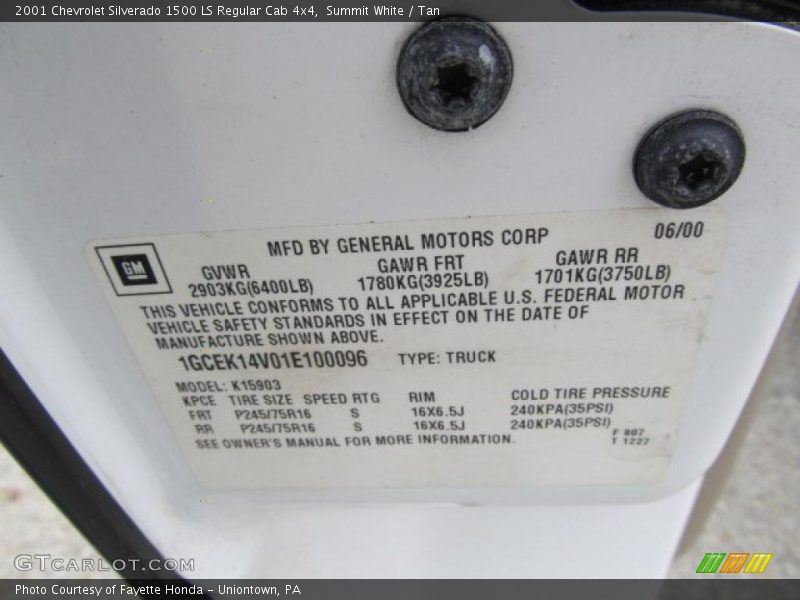 2001 Chevrolet Silverado 1500 LS Regular Cab 4x4, Summit White / Tan
MFD BY GENERAL MOTORS CORP 06/00
GM
GVWR GAWR FRT GAWR RR
2903KG(6400LB) 1780KG(3925LB) 1701KG(3750LB)
THIS VEHICLE CONFORMS TO ALL APPLICABLE U.S. FEDERAL MOTOR
VEHICLE SAFETY STANDARDS IN EFFECT ON THE DATE OF
MANUFACTURE SHOWN ABOVE.
1GCEK14V01E100096 TYPE: TRUCK
MODEL: K15903
KPCE TIRE SIZE SPEED RTG RIM COLD TIRE PRESSURE
FRT P245/75R16 S 16X6.5J 240KPA(35PSI)
RR P245/75R16 S 16X6.5J 240KPA(35PSI)
SEE OWNER'S MANUAL FOR MORE INFORMATION.
F 807
T 1227
GTCARLOT.COM
Photo Courtesy of Fayette Honda - Uniontown, PA